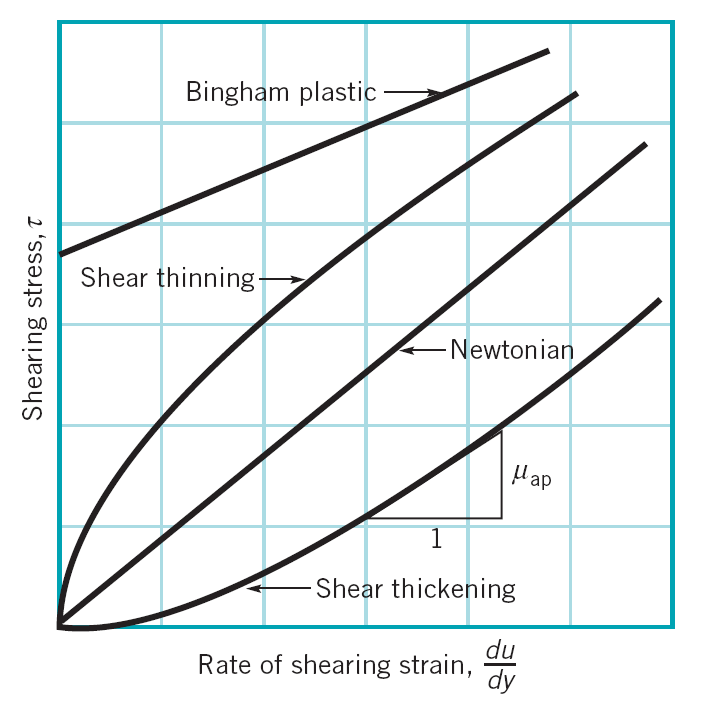 Bingham plastic
Shear thinning
Newtonian
μap
1
Shear thickening
Shearing stress, τ
Rate of shearing strain, du/dy